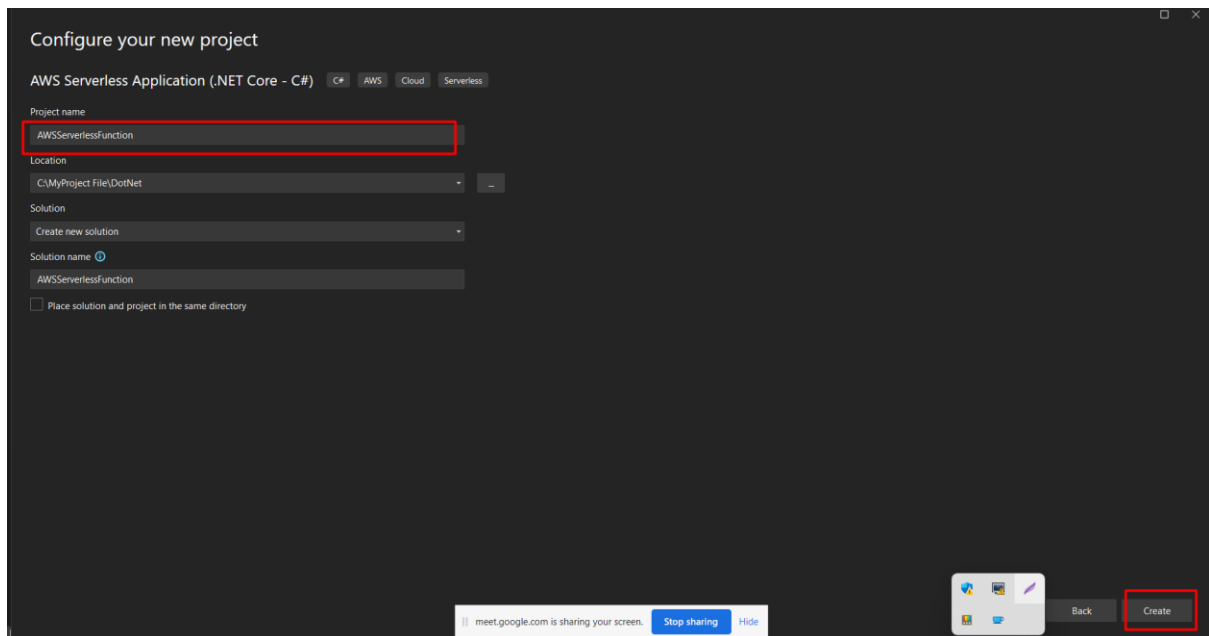 Configure your new project
AWS Serverless Application (.NET Core - C#) C# AWS Cloud Serverless
Project name
AWSServerlessFunction
Location
C:\MyProject File\DotNet
...
Solution
Create new solution
Solution name
AWSServerlessFunction
Place solution and project in the same directory
Back Create
meet.google.com is sharing your screen. Stop sharing Hide